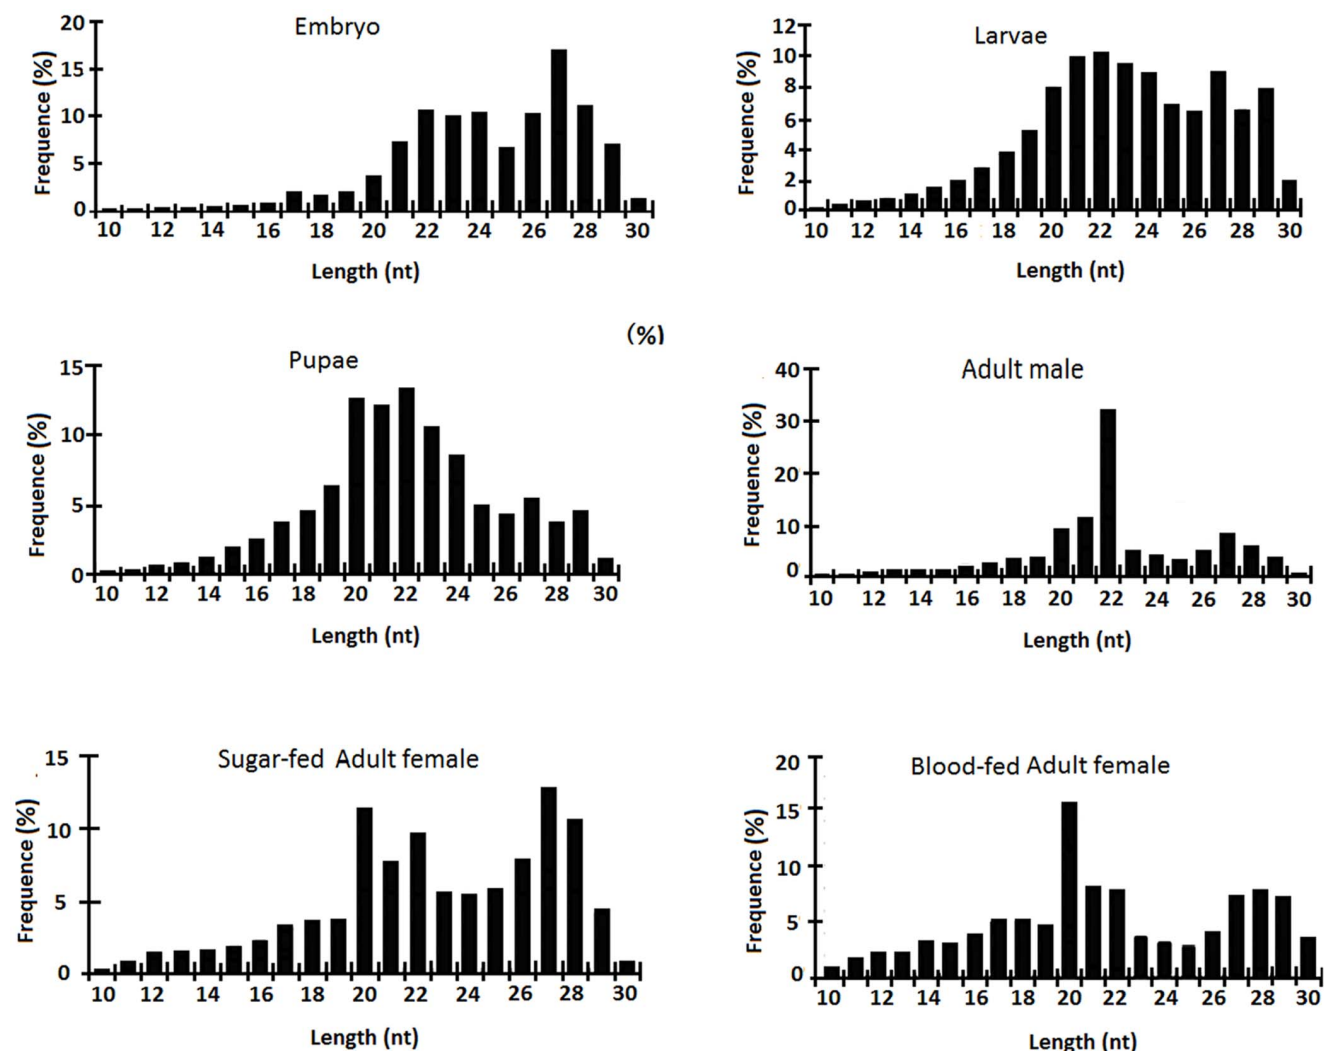 Embryo
Frequence (%)
20
15
10
5
0
10 12 14 16 18 20 22 24 26 28 30
Length (nt)
Larvae
Frequence (%)
12
10
8
6
4
2
0
10 12 14 16 18 20 22 24 26 28 30
Length (nt)
(%)
Pupae
Frequence (%)
15
10
5
0
10 12 14 16 18 20 22 24 26 28 30
Length (nt)
Adult male
Frequence (%)
40
30
20
10
0
10 12 14 16 18 20 22 24 26 28 30
Length (nt)
Sugar-fed Adult female
Frequence (%)
15
10
5
0
10 12 14 16 18 20 22 24 26 28 30
Length (nt)
Blood-fed Adult female
Frequence (%)
20
15
10
5
0
10 12 14 16 18 20 22 24 26 28 30
Length (nt)